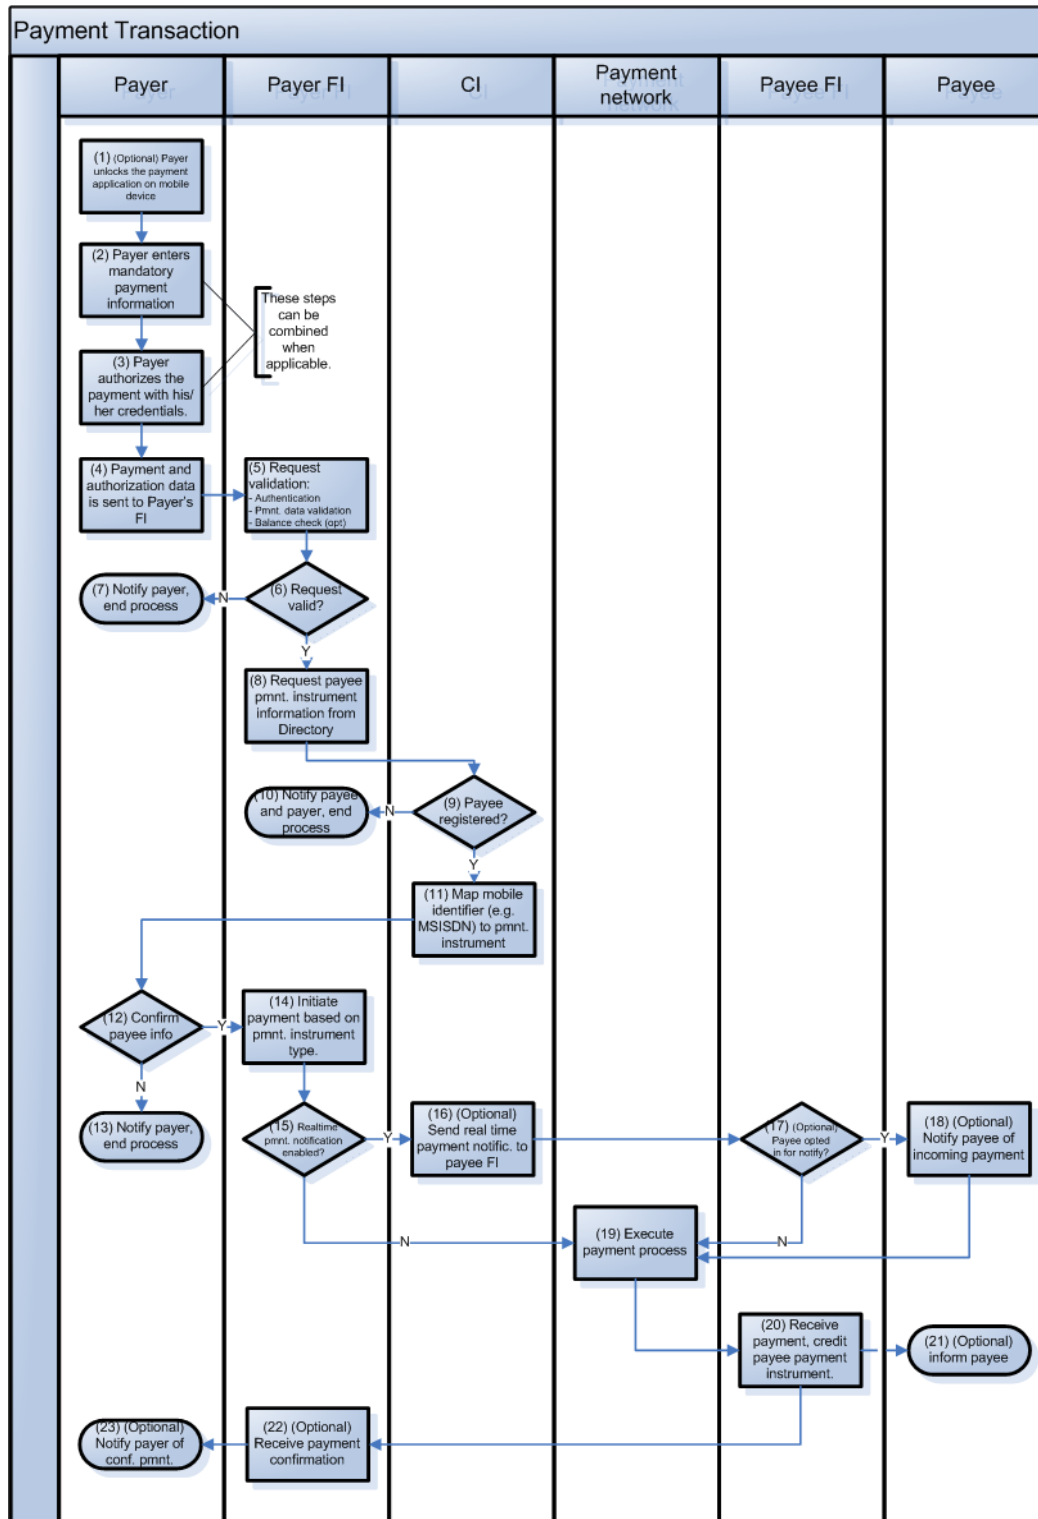 Payment Transaction
Payer
Payer FI
CI
Payment
network
Payee FI
Payee
(1) (Optional) Payer
unlocks the payment
application on mobile
device
(2) Payer enters
mandatory
payment
information
These steps
can be
combined
when
applicable.
(3) Payer
authorizes the
payment with his/
her credentials.
(4) Payment and
authorization data
is sent to Payer's
FI
(5) Request
validation:
- Authentication
- Pmnt. data validation
- Balance check (opt)
(6) Request
valid?
N
(7) Notify payer,
end process
Y
(8) Request payee
pmnt. instrument
information from
Directory
(9) Payee
registered?
N
(10) Notify payee
and payer, end
process
Y
(11) Map mobile
identifier (e.g.
MSISDN) to pmnt.
instrument
(12) Confirm
payee info
Y
(14) Initiate
payment based on
pmnt. instrument
type.
N
(13) Notify payer,
end process
(15) Realtime
pmnt. notification
enabled?
Y
(16) (Optional)
Send real time
payment notific. to
payee FI
(17) (Optional)
Payee opted
in for notify?
Y
(18) (Optional)
Notify payee of
incoming payment
N
(19) Execute
payment process
N
(20) Receive
payment, credit
payee payment
instrument.
(21) (Optional)
inform payee
(22) (Optional)
Receive payment
confirmation
(23) (Optional)
Notify payer of
conf. pmnt.